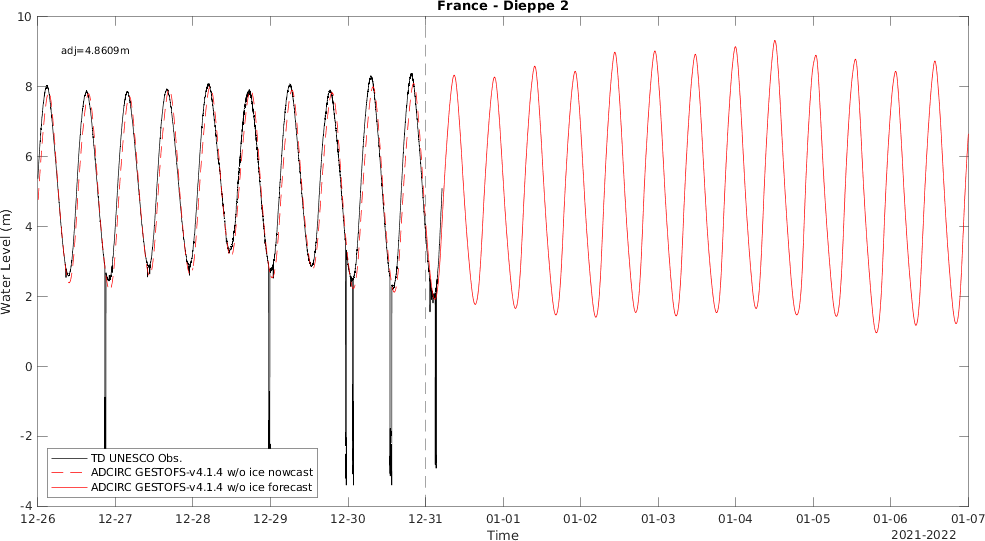 France - Dieppe 2
10
adj=4.8609m
8
6
4
2
0
-2
-4
Water Level (m)
TD UNESCO Obs.
ADCIRC GESTOFS-v4.1.4 w/o ice nowcast
ADCIRC GESTOFS-v4.1.4 w/o ice forecast
12-26 12-27 12-28 12-29 12-30 12-31 01-01 01-02 01-03 01-04 01-05 01-06 01-07
Time
2021-2022